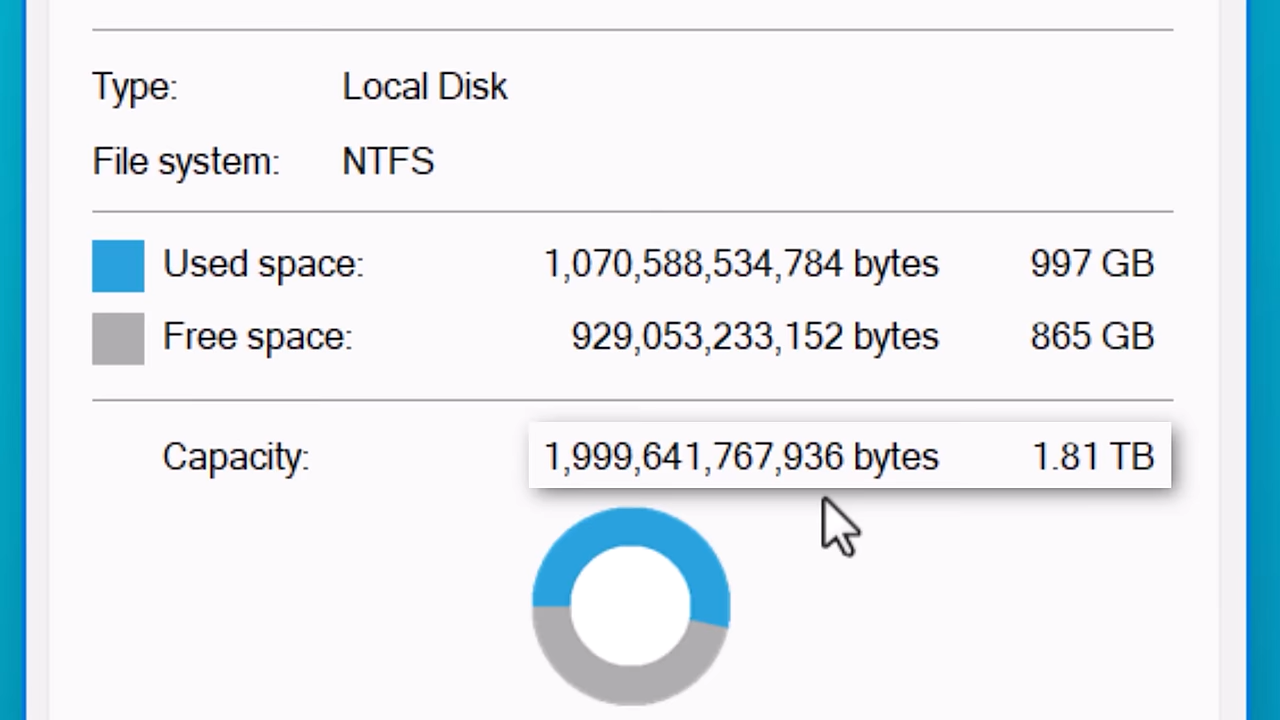 Type: Local Disk
File system: NTFS
Used space: 1,070,588,534,784 bytes 997 GB
Free space: 929,053,233,152 bytes 865 GB
Capacity: 1,999,641,767,936 bytes 1.81 TB